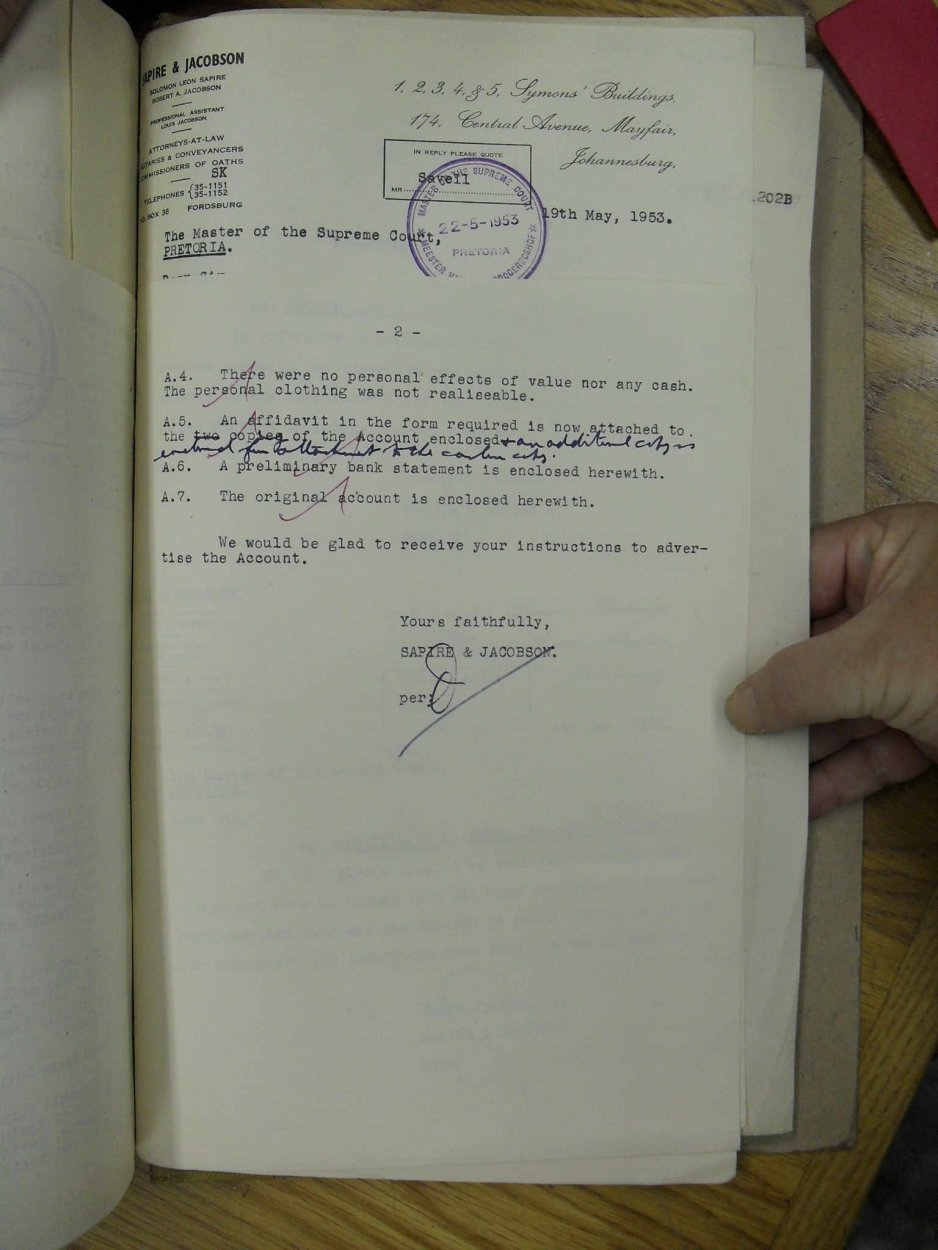 SAPIRE & JACOBSON
SOLOMON LEON SAPIRE
ROBERT A. JACOBSON
PROFESSIONAL ASSISTANT
LOUIS JACOBSON
ATTORNEYS-AT-LAW
NOTARIES & CONVEYANCERS
COMMISSIONERS OF OATHS
SK
TELEPHONES {35-1151
35-1152
BOX 38 FORDSBURG
1, 2, 3, 4, & 5, Symons' Buildings,
174, Central Avenue, Mayfair,
Johannesburg,
IN REPLY PLEASE QUOTE
Savell
MR
MASTER OF THE SUPREME COURT
22-5-1953
PRETORIA
MEESTER
202B
19th May, 1953.
The Master of the Supreme Court,
PRETORIA.
- 2 -
A.4. There were no personal effects of value nor any cash.
The personal clothing was not realiseable.
A.5. An affidavit in the form required is now attached to
the two copies of the Account enclosed & an additional copy is
enclosed for attachment to the copy.
A.6. A preliminary bank statement is enclosed herewith.
A.7. The original account is enclosed herewith.
We would be glad to receive your instructions to adver-
tise the Account.
Yours faithfully,
SAPIRE & JACOBSON.
per: